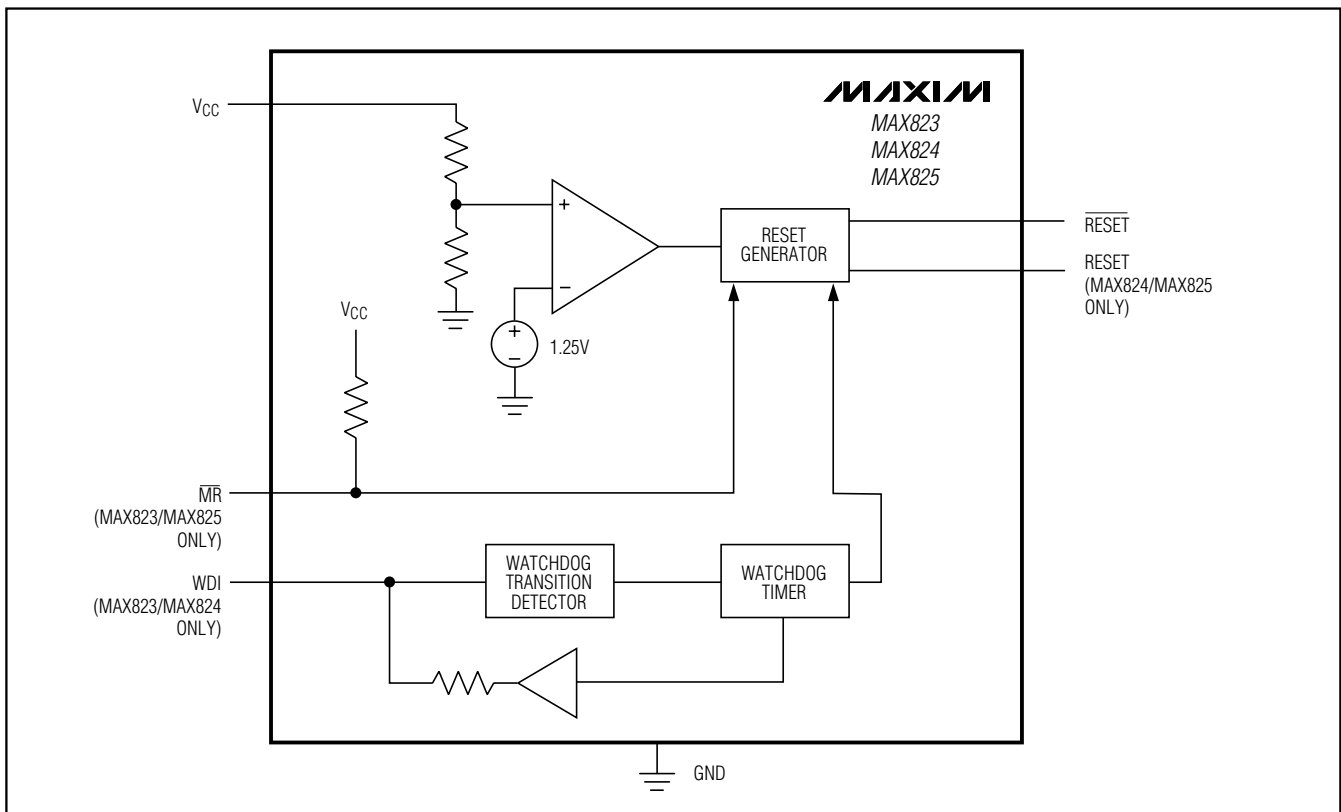 MAXIM
MAX823
MAX824
MAX825
VCC
+
−
+
−
1.25V
RESET
GENERATOR
RESET
RESET
(MAX824/MAX825
ONLY)
VCC
MR
(MAX823/MAX825
ONLY)
WDI
(MAX823/MAX824
ONLY)
WATCHDOG
TRANSITION
DETECTOR
WATCHDOG
TIMER
GND